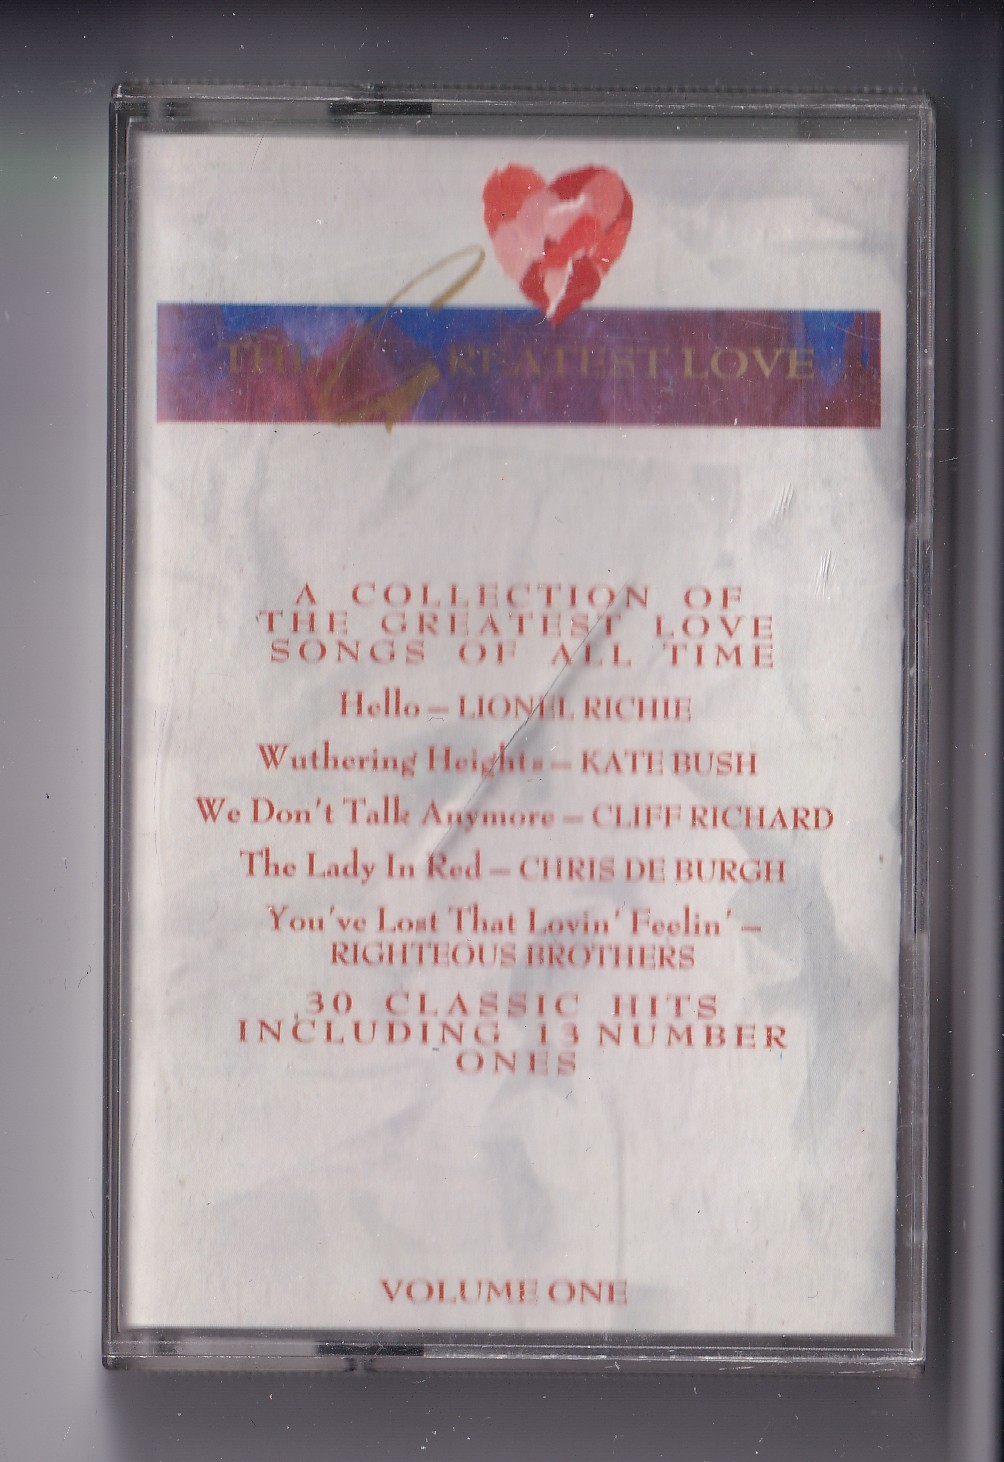 THE GREATEST LOVE
A COLLECTION OF
THE GREATEST LOVE
SONGS OF ALL TIME
Hello – LIONEL RICHIE
Wuthering Heights – KATE BUSH
We Don't Talk Anymore – CLIFF RICHARD
The Lady In Red – CHRIS DE BURGH
You've Lost That Lovin' Feelin' –
RIGHTEOUS BROTHERS
30 CLASSIC HITS
INCLUDING 13 NUMBER
ONES
VOLUME ONE